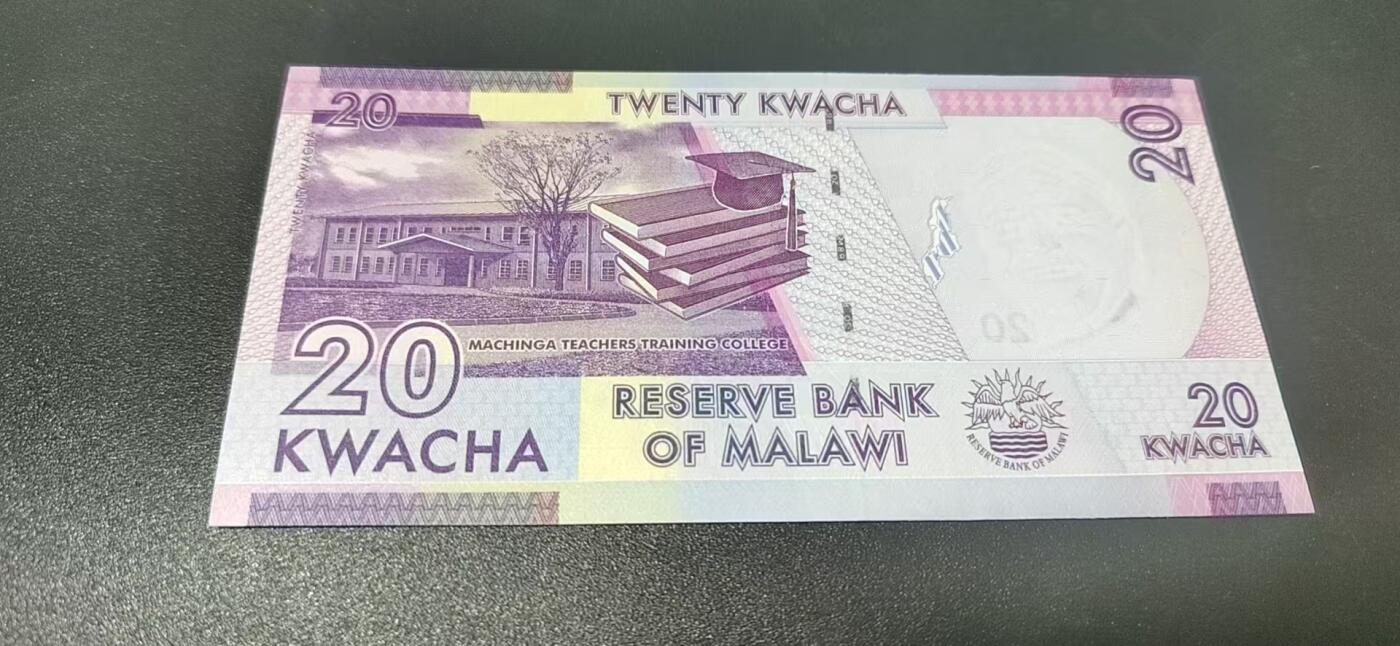 20
TWENTY KWACHA
20
TWENTY KWACHA
MACHINGA TEACHERS TRAINING COLLEGE
20
KWACHA
RESERVE BANK
OF MALAWI
RESERVE BANK OF MALAWI
20
KWACHA
20